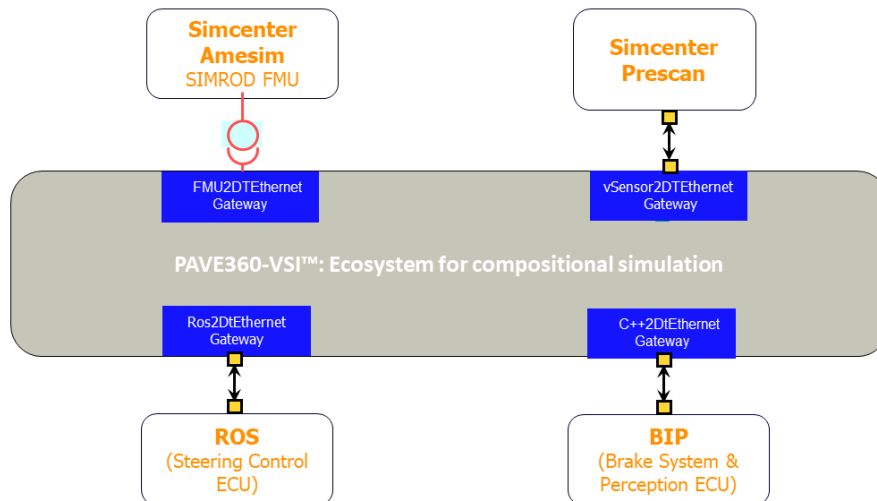 Simcenter
Amesim
SIMROD FMU
Simcenter
Prescan
FMU2DTEthernet
Gateway
vSensor2DTEthernet
Gateway
PAVE360-VSI™: Ecosystem for compositional simulation
Ros2DtEthernet
Gateway
C++2DtEthernet
Gateway
ROS
(Steering Control
ECU)
BIP
(Brake System &
Perception ECU)